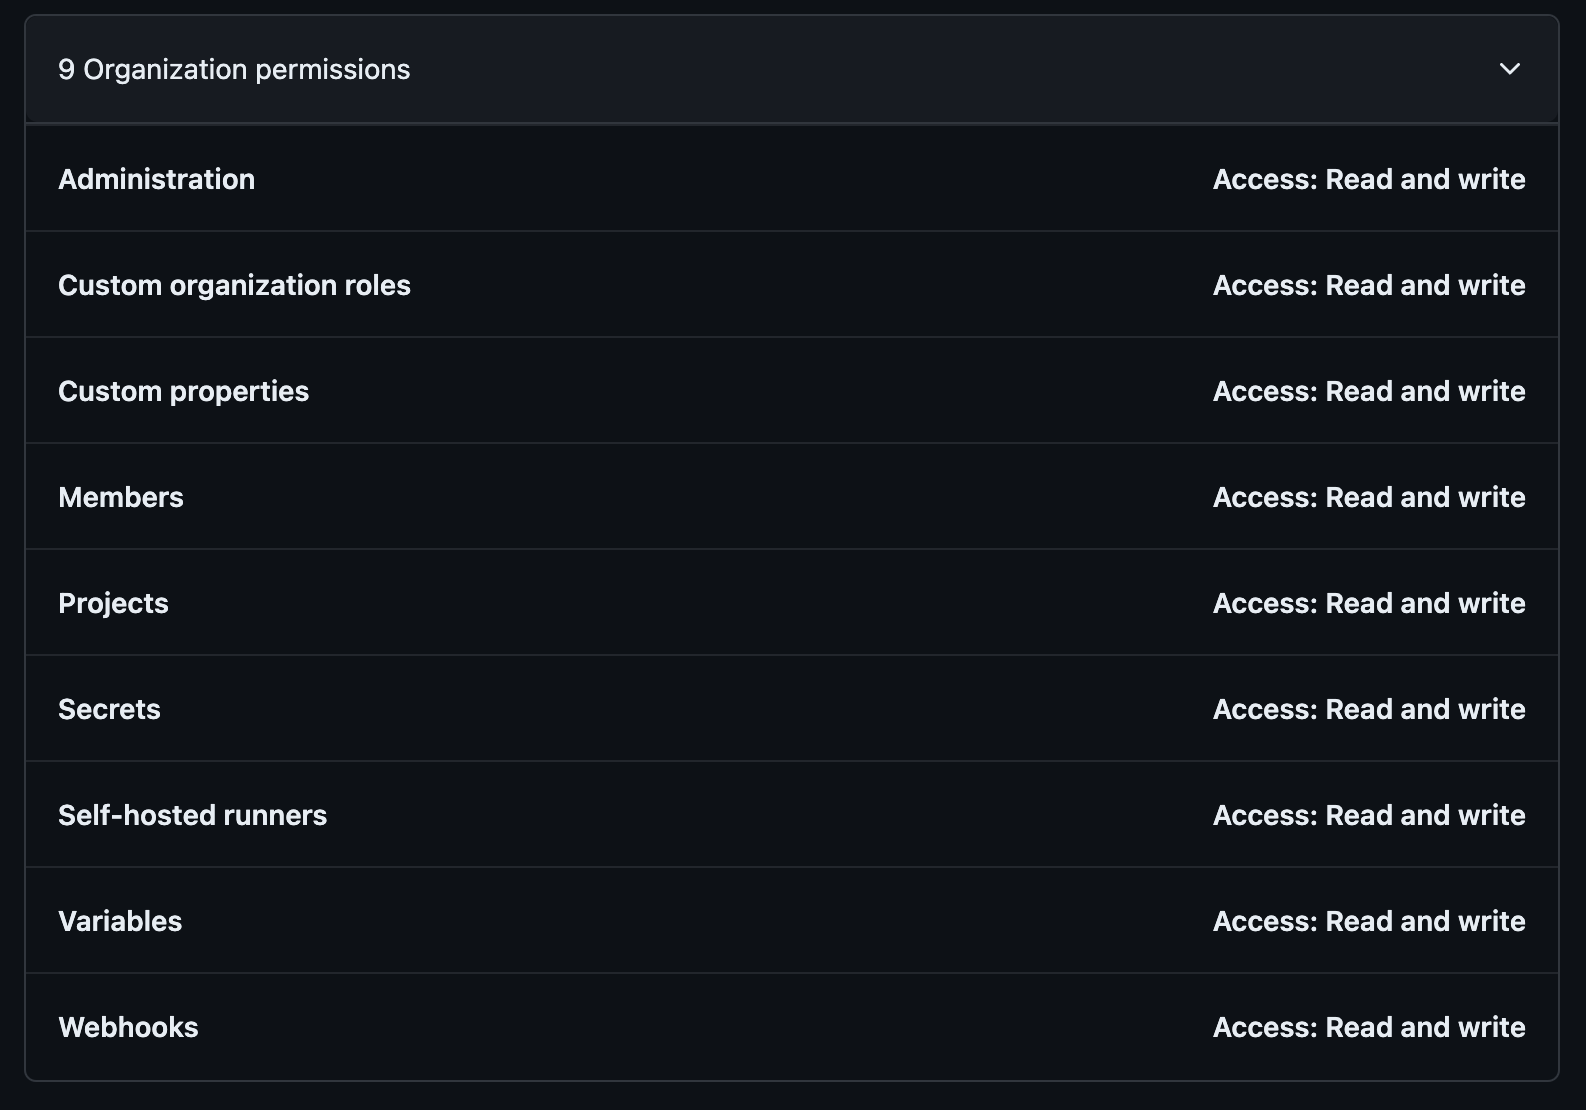 9 Organization permissions
Administration Access: Read and write
Custom organization roles Access: Read and write
Custom properties Access: Read and write
Members Access: Read and write
Projects Access: Read and write
Secrets Access: Read and write
Self-hosted runners Access: Read and write
Variables Access: Read and write
Webhooks Access: Read and write